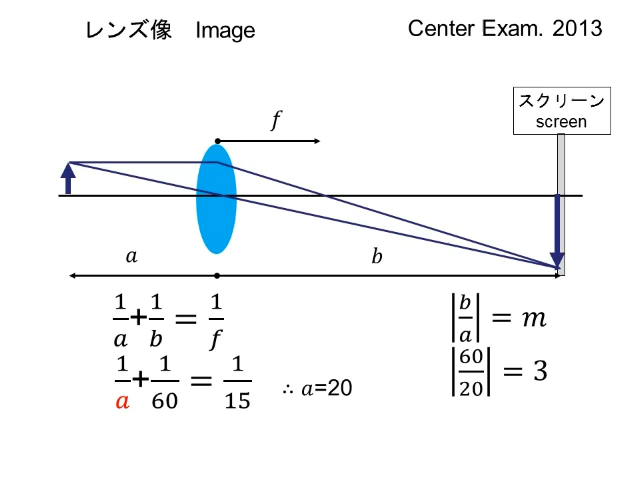 レンズ像 Image
Center Exam. 2013
スクリーン
screen
f
a
b
1/a + 1/b = 1/f
|b/a| = m
1/a + 1/60 = 1/15 ∴ a=20
|60/20| = 3